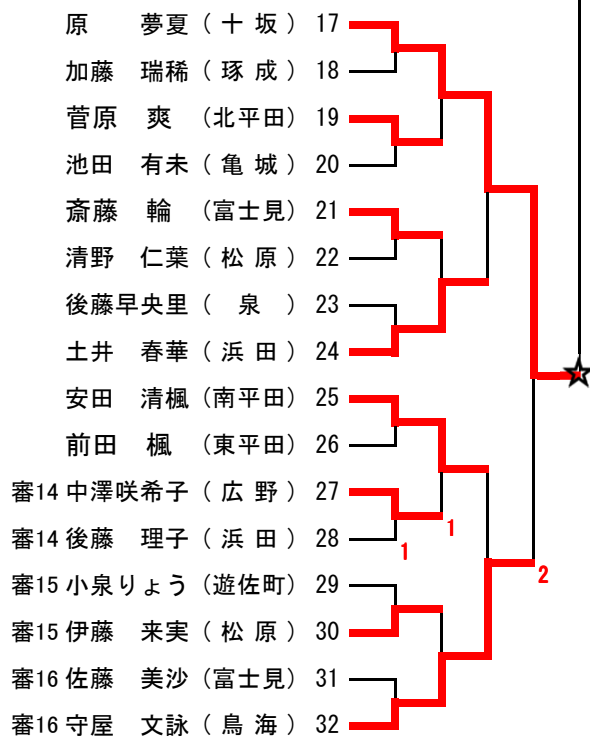 原　　夢夏（ 十 坂 ） 17
加藤　瑞稀（ 琢 成 ） 18
菅原　爽　（北平田） 19
池田　有未（ 亀 城 ） 20
斎藤　輪　（富士見） 21
清野　仁葉（ 松 原 ） 22
後藤早央里（　泉　） 23
土井　春華（ 浜 田 ） 24
安田　清楓（南平田） 25
前田　楓　（東平田） 26
審14 中澤咲希子（ 広 野 ） 27
審14 後藤　理子（ 浜 田 ） 28
1
1
審15 小泉りょう（遊佐町） 29
2
審15 伊藤　来実（ 松 原 ） 30
審16 佐藤　美沙（富士見） 31
審16 守屋　文詠（ 鳥 海 ） 32